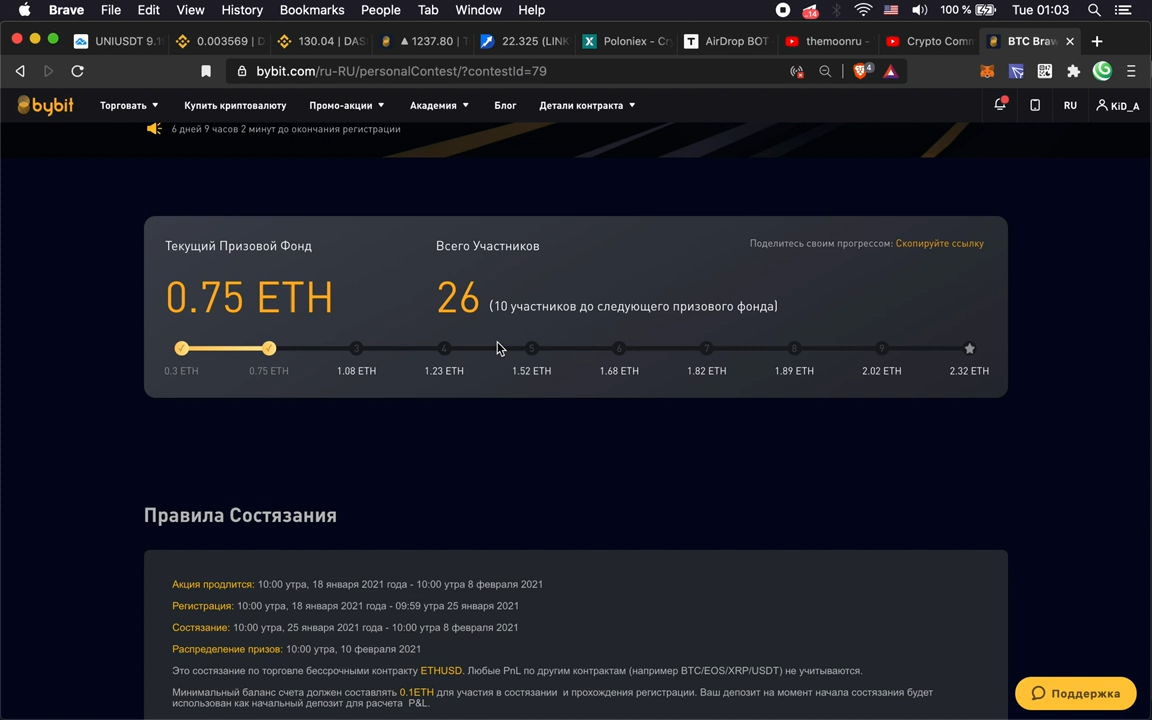 Brave File Edit View History Bookmarks People Tab Window Help 14 100 % Tue 01:03
UNIUSDT 9.1 0.003569 | D 130.04 | DAS ▲ 1237.80 | T 22.325 (LINK Poloniex - Cry AirDrop BOT themoonru - Crypto Comm BTC Braw
bybit.com/ru-RU/personalContest/?contestId=79 4
bybit Торговать Купить криптовалюту Промо-акции Академия Блог Детали контракта RU KiD_A
6 дней 9 часов 2 минут до окончания регистрации
Текущий Призовой Фонд Всего Участников Поделитесь своим прогрессом: Скопируйте ссылку
0.75 ETH 26 (10 участников до следующего призового фонда)
3 4 5 6 7 8 9
0.3 ETH 0.75 ETH 1.08 ETH 1.23 ETH 1.52 ETH 1.68 ETH 1.82 ETH 1.89 ETH 2.02 ETH 2.32 ETH
Правила Состязания
Акция продлится: 10:00 утра, 18 января 2021 года - 10:00 утра 8 февраля 2021
Регистрация: 10:00 утра, 18 января 2021 года - 09:59 утра 25 января 2021
Состязание: 10:00 утра, 25 января 2021 года - 10:00 утра 8 февраля 2021
Распределение призов: 10:00 утра, 10 февраля 2021
Это состязание по торговле бессрочными контракту ETHUSD. Любые PnL по другим контрактам (например BTC/EOS/XRP/USDT) не учитываются.
Минимальный баланс счета должен составлять 0.1ETH для участия в состязании и прохождения регистрации. Ваш депозит на момент начала состязания будет
использован как начальный депозит для расчета P&L.
Поддержка